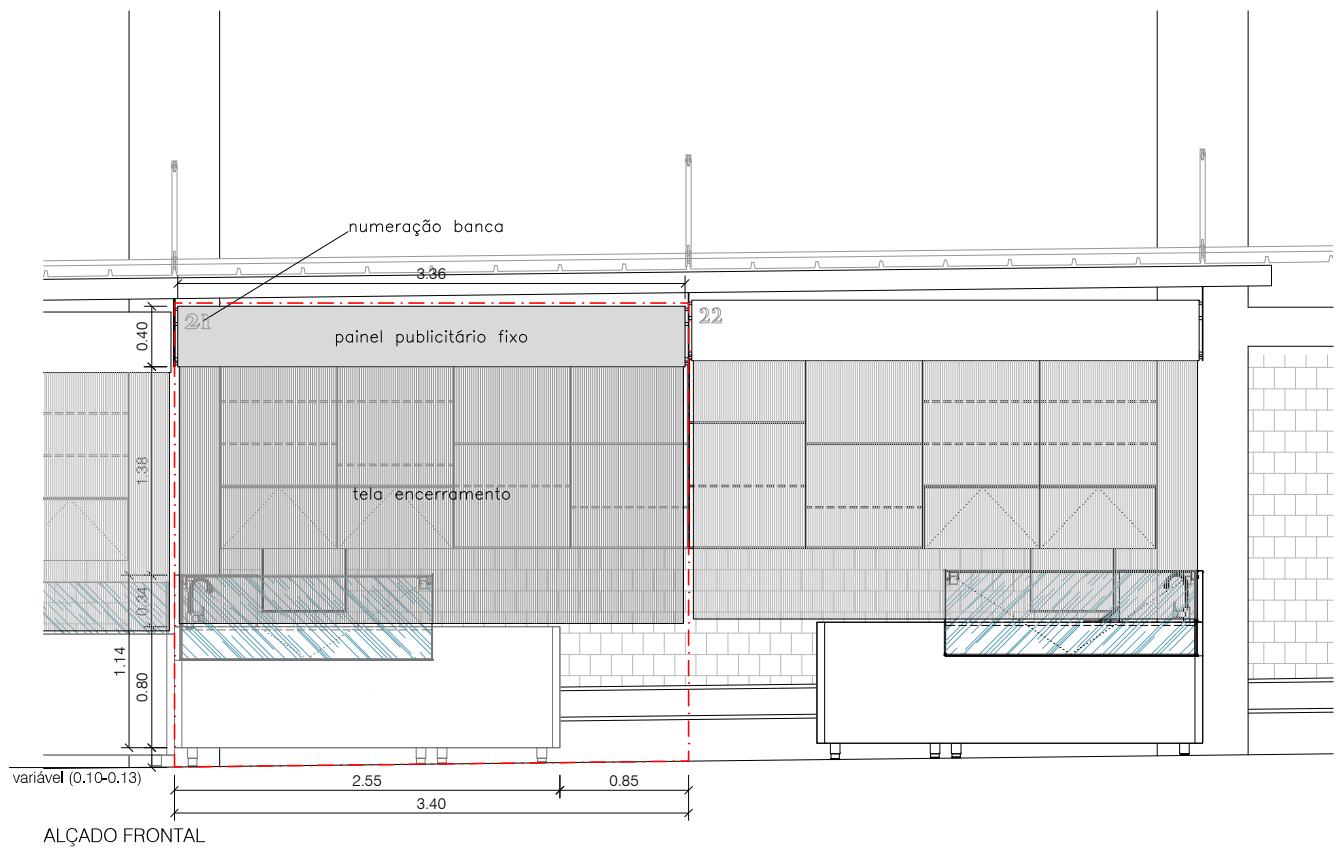 numeração banca
3.36
21
painel publicitário fixo
22
0.40
1.38
tela encerramento
0.34
1.14
0.80
variável (0.10-0.13)
2.55
0.85
3.40
ALÇADO FRONTAL